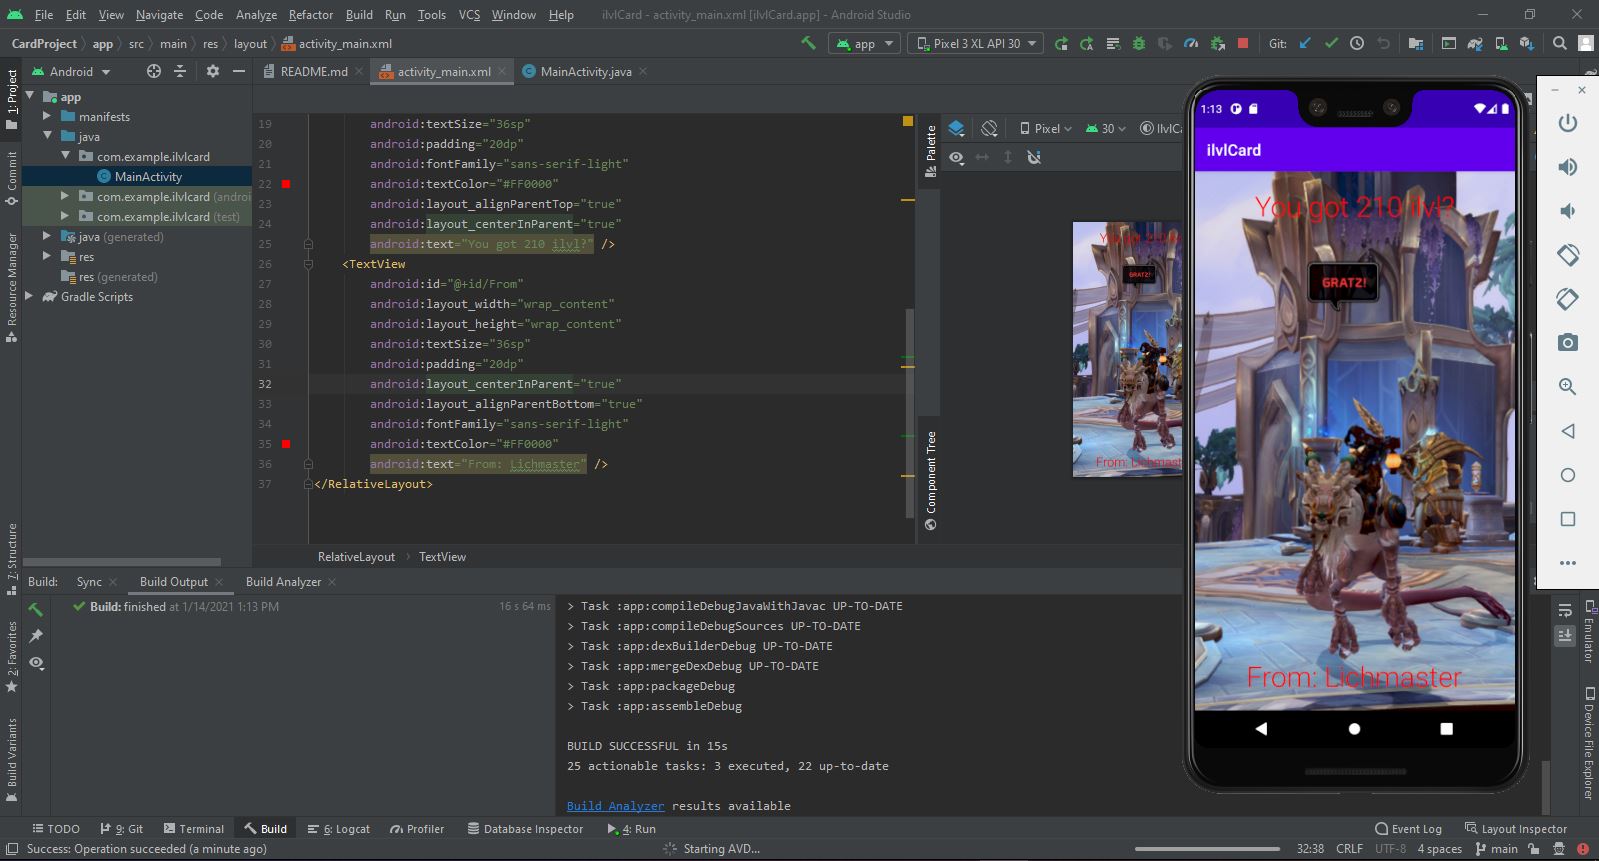 File Edit View Navigate Code Analyze Refactor Build Run Tools VCS Window Help ilvlCard - activity_main.xml [ilvlCard.app] - Android Studio
CardProject app src main res layout activity_main.xml
app Pixel 3 XL API 30 Git:
Android
README.md activity_main.xml MainActivity.java
1: Project
Commit
Resource Manager
7: Structure
2: Favorites
Build Variants
app
manifests
java
com.example.ilvlcard
MainActivity
com.example.ilvlcard (androi
com.example.ilvlcard (test)
java (generated)
res
res (generated)
Gradle Scripts
19 android:textSize="36sp"
20 android:padding="20dp"
21 android:fontFamily="sans-serif-light"
22 android:textColor="#FF0000"
23 android:layout_alignParentTop="true"
24 android:layout_centerInParent="true"
25 android:text="You got 210 ilvl?" />
26 <TextView
27 android:id="@+id/From"
28 android:layout_width="wrap_content"
29 android:layout_height="wrap_content"
30 android:textSize="36sp"
31 android:padding="20dp"
32 android:layout_centerInParent="true"
33 android:layout_alignParentBottom="true"
34 android:fontFamily="sans-serif-light"
35 android:textColor="#FF0000"
36 android:text="From: Lichmaster" />
37 </RelativeLayout>
RelativeLayout TextView
Palette
Component Tree
Pixel 30 IlvlCa
You got 210 ilv
GRATZ!
From: Lichmaste
1:13
ilvlCard
You got 210 ilvl?
GRATZ!
From: Lichmaster
Build: Sync Build Output Build Analyzer
Build: finished at 1/14/2021 1:13 PM 16 s 64 ms
> Task :app:compileDebugJavaWithJavac UP-TO-DATE
> Task :app:compileDebugSources UP-TO-DATE
> Task :app:dexBuilderDebug UP-TO-DATE
> Task :app:mergeDexDebug UP-TO-DATE
> Task :app:packageDebug
> Task :app:assembleDebug
BUILD SUCCESSFUL in 15s
25 actionable tasks: 3 executed, 22 up-to-date
Build Analyzer results available
Emulator
Device File Explorer
TODO 9: Git Terminal Build 6: Logcat Profiler Database Inspector 4: Run Event Log Layout Inspector
Success: Operation succeeded (a minute ago) Starting AVD... 32:38 CRLF UTF-8 4 spaces main